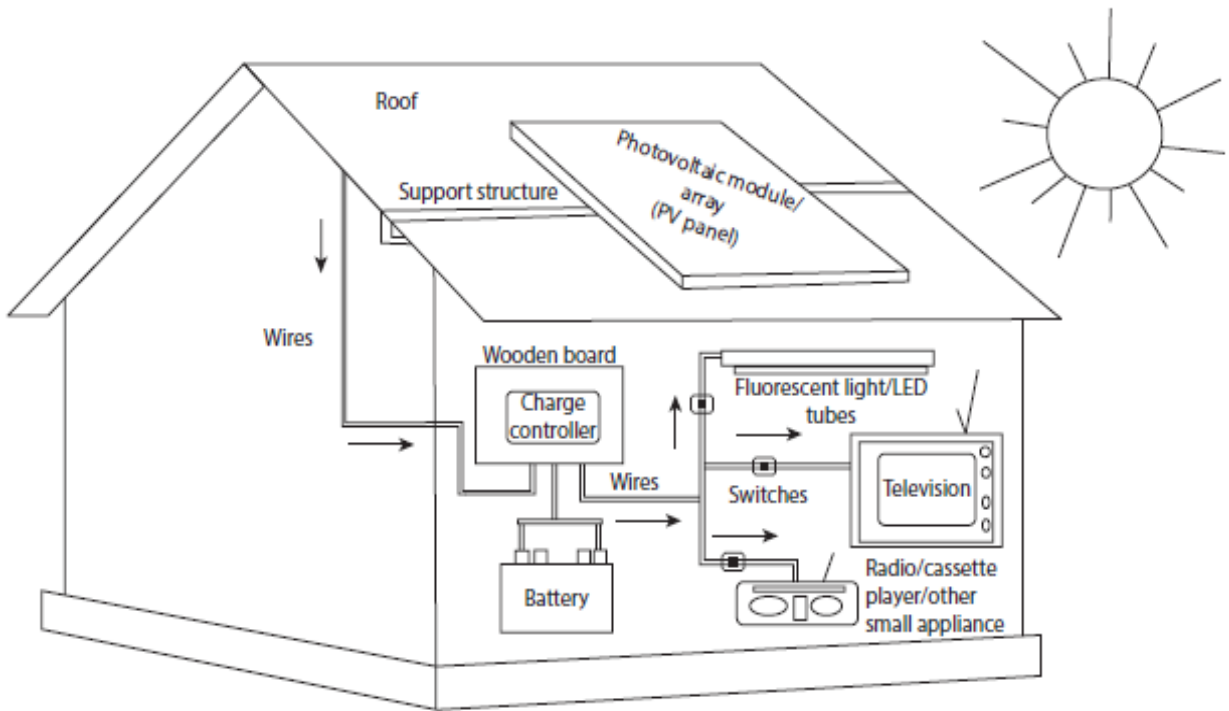 Roof
Photovoltaic module/
array
(PV panel)
Support structure
Wires
Wooden board
Charge
controller
Fluorescent light/LED
tubes
Wires
Switches
Television
Battery
Radio/cassette
player/other
small appliance